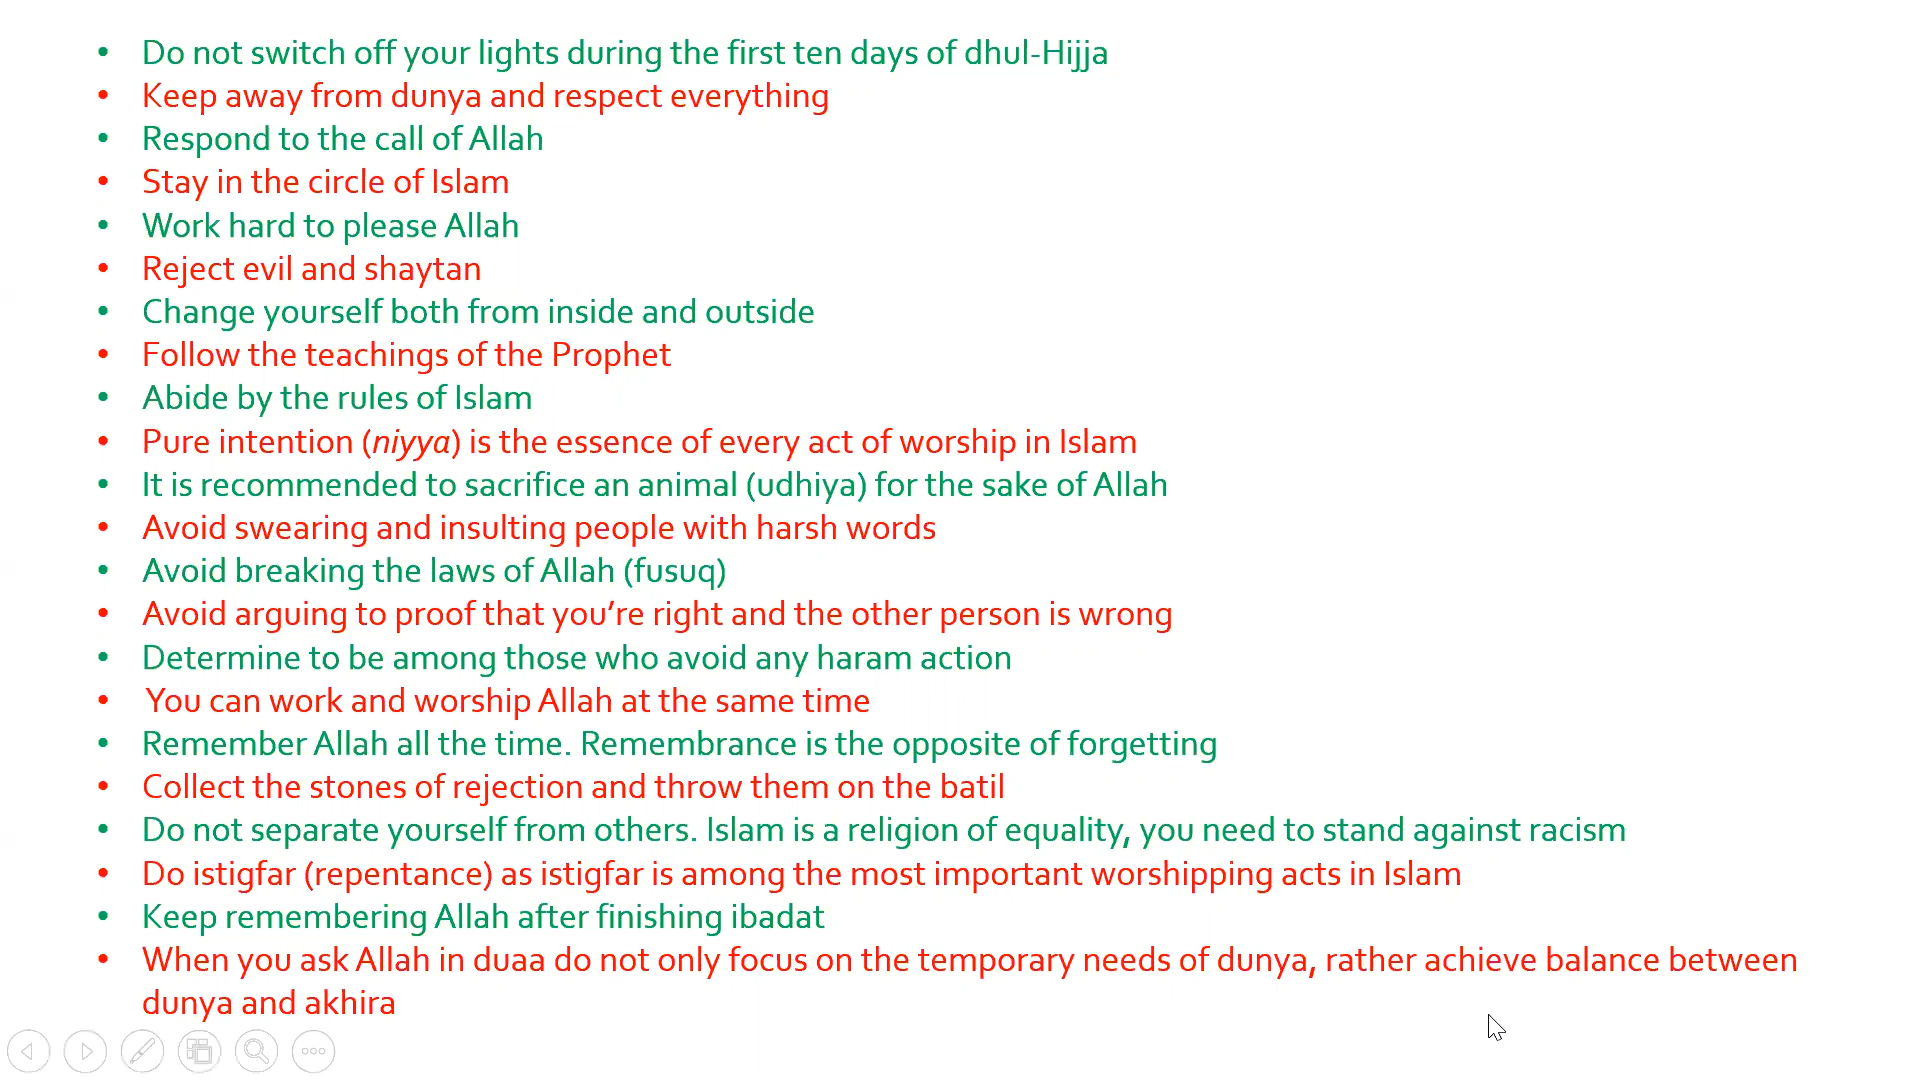 • Do not switch off your lights during the first ten days of dhul-Hijja
• Keep away from dunya and respect everything
• Respond to the call of Allah
• Stay in the circle of Islam
• Work hard to please Allah
• Reject evil and shaytan
• Change yourself both from inside and outside
• Follow the teachings of the Prophet
• Abide by the rules of Islam
• Pure intention (niyya) is the essence of every act of worship in Islam
• It is recommended to sacrifice an animal (udhiya) for the sake of Allah
• Avoid swearing and insulting people with harsh words
• Avoid breaking the laws of Allah (fusuq)
• Avoid arguing to proof that you’re right and the other person is wrong
• Determine to be among those who avoid any haram action
• You can work and worship Allah at the same time
• Remember Allah all the time. Remembrance is the opposite of forgetting
• Collect the stones of rejection and throw them on the batil
• Do not separate yourself from others. Islam is a religion of equality, you need to stand against racism
• Do istigfar (repentance) as istigfar is among the most important worshipping acts in Islam
• Keep remembering Allah after finishing ibadat
• When you ask Allah in duaa do not only focus on the temporary needs of dunya, rather achieve balance between
dunya and akhira